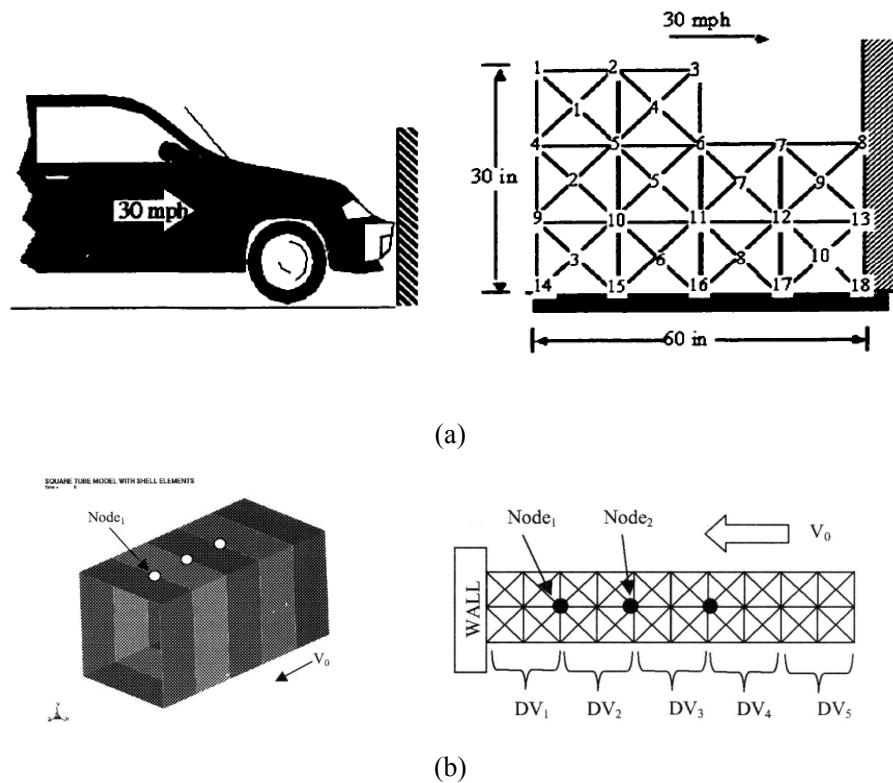 30 mph
30 mph
1 2 3
1 4
4 5 6 7 8
30 in
2 5 7 9
9 10 11 12 13
3 6 8 10
14 15 16 17 18
60 in
(a)
SQUARE TUBE MODEL WITH SHELL ELEMENTS
Time = 0
Node1
V0
Node1 Node2
V0
WALL
DV1 DV2 DV3 DV4 DV5
(b)